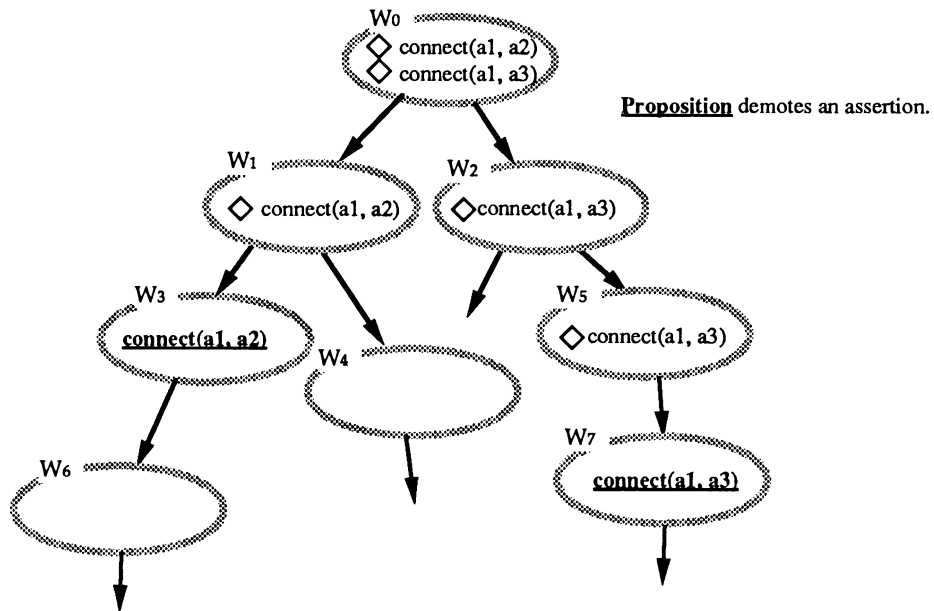 W0
◇ connect(a1, a2)
◇ connect(a1, a3)
Proposition demotes an assertion.
W1
◇ connect(a1, a2)
W2
◇ connect(a1, a3)
W3
connect(a1, a2)
W4
W5
◇ connect(a1, a3)
W6
W7
connect(a1, a3)